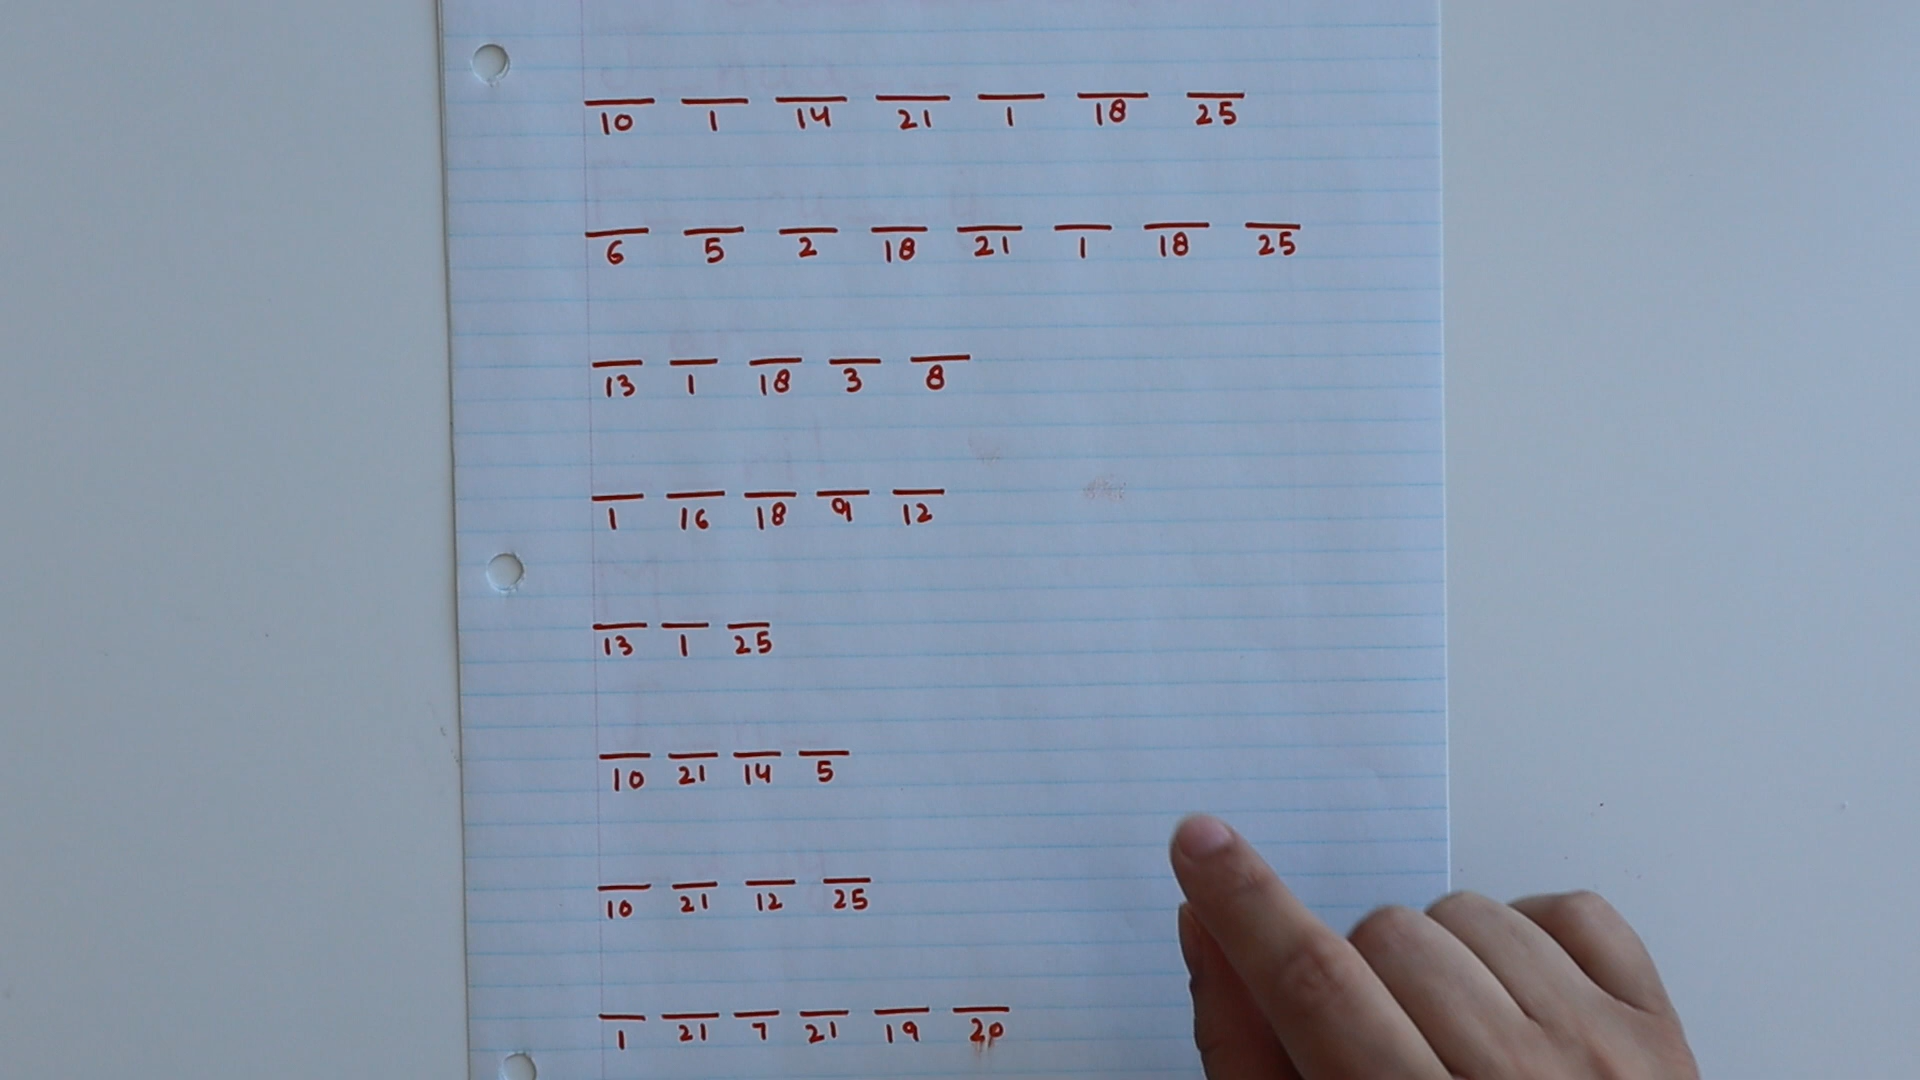 10 1 14 21 1 18 25
6 5 2 18 21 1 18 25
13 1 18 3 8
1 16 18 9 12
13 1 25
10 21 14 5
10 21 12 25
1 21 7 21 19 20